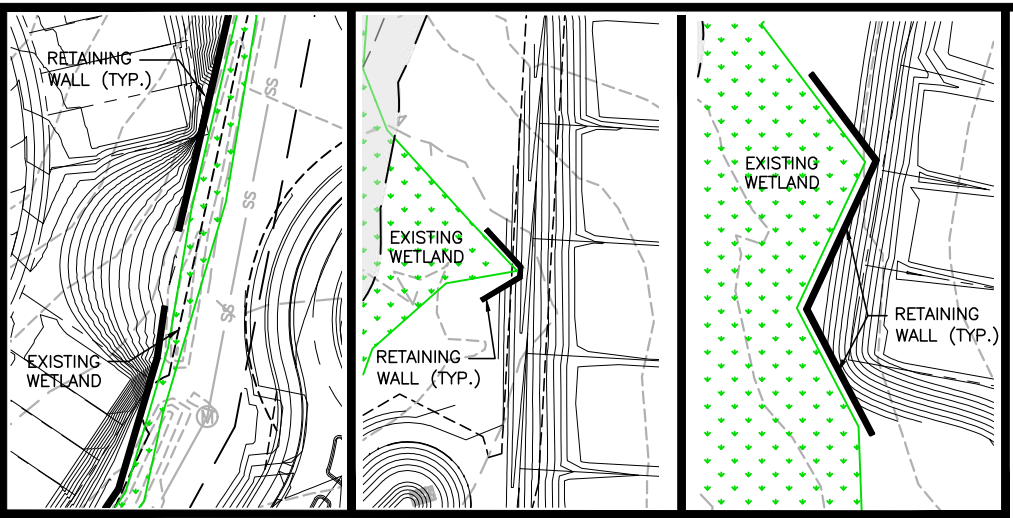 RETAINING
WALL (TYP.)
SS
SS
SS
EXISTING
WETLAND
M
EXISTING
WETLAND
RETAINING
WALL (TYP.)
EXISTING
WETLAND
RETAINING
WALL (TYP.)